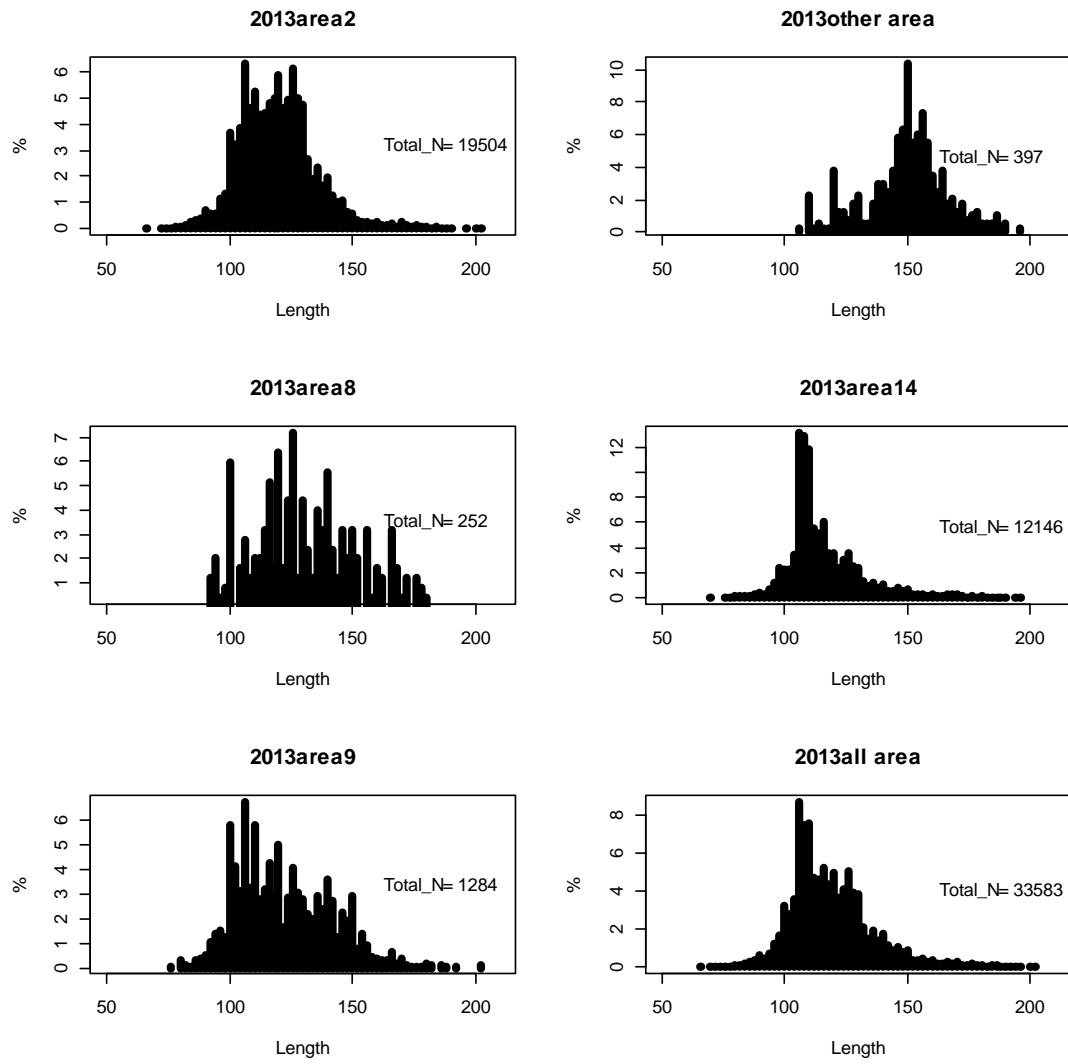 2013area2
6
5
4
3
2
1
0
%
Total_N= 19504
50 100 150 200
Length
2013other area
10
8
6
4
2
0
%
Total_N= 397
50 100 150 200
Length
2013area8
7
6
5
4
3
2
1
%
Total_N= 252
50 100 150 200
Length
2013area14
12
8
6
4
2
0
%
Total_N= 12146
50 100 150 200
Length
2013area9
6
5
4
3
2
1
0
%
Total_N= 1284
50 100 150 200
Length
2013all area
8
6
4
2
0
%
Total_N= 33583
50 100 150 200
Length